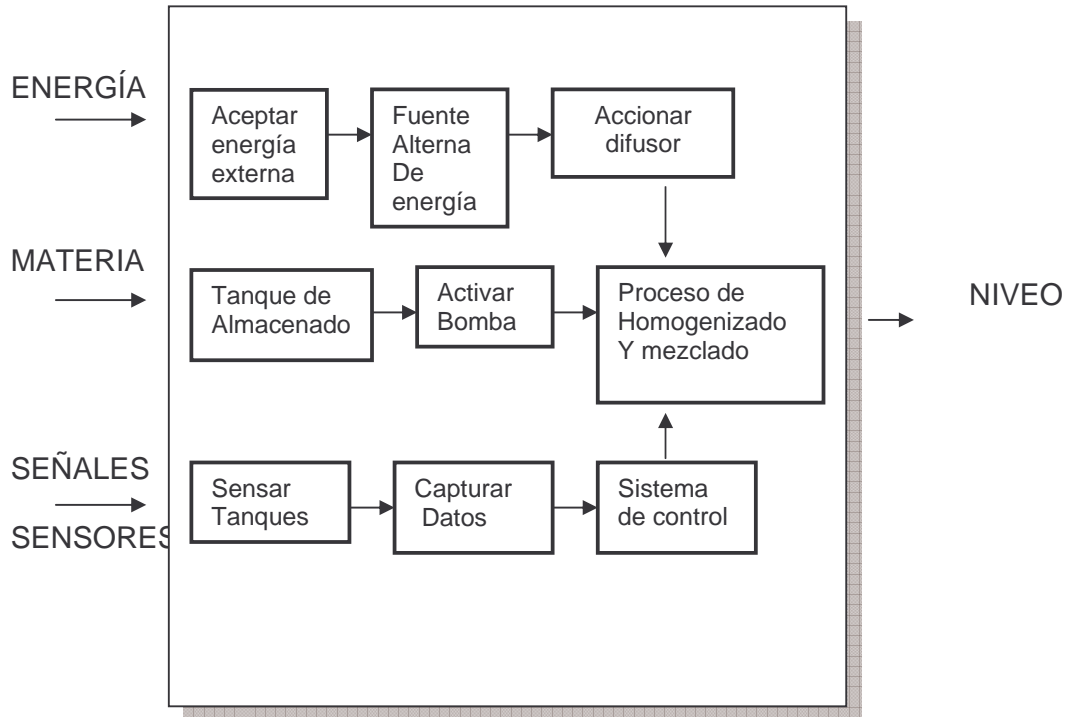 ENERGÍA
Aceptar
energía
externa
Fuente
Alterna
De
energía
Accionar
difusor
MATERIA
Tanque de
Almacenado
Activar
Bomba
Proceso de
Homogenizado
Y mezclado
NIVEO
SEÑALES
SENSORES
Sensar
Tanques
Capturar
Datos
Sistema
de control